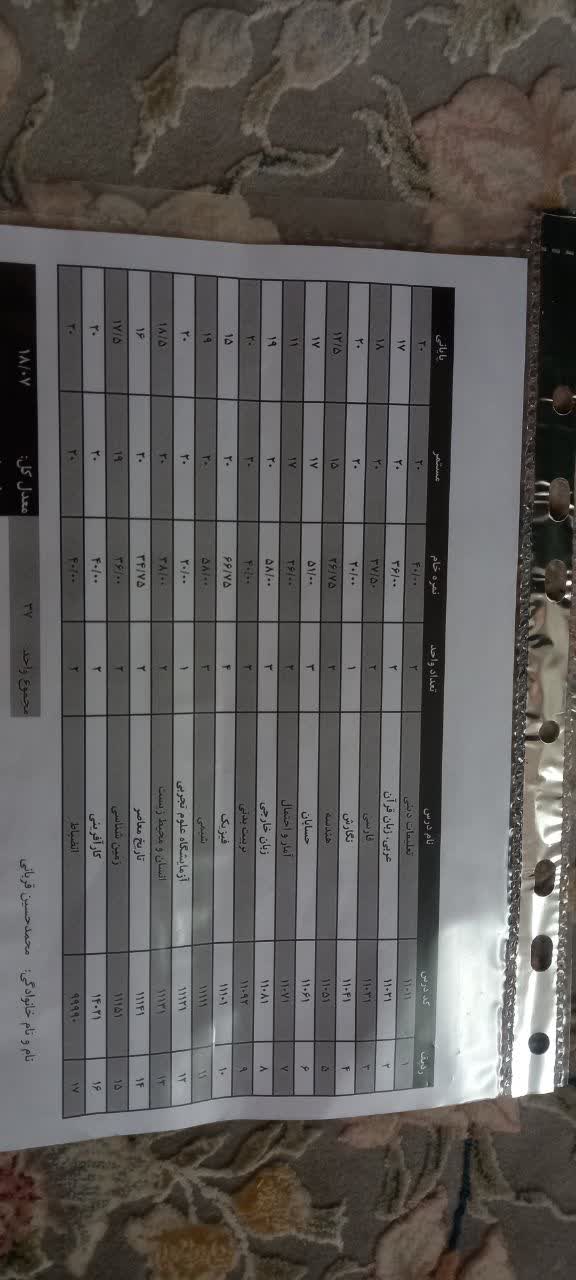 ردیف کد درس نام درس تعداد واحد نمره خام مستمر پایانی
۱ ۱۱۰۱۱ تعلیمات دینی ۲ ۴۰/۰۰ ۲۰ ۲۰
۲ ۱۱۰۲۱ عربی، زبان قرآن ۲ ۳۶/۰۰ ۲۰ ۱۷
۳ ۱۱۰۳۱ فارسی ۲ ۳۷/۵۰ ۲۰ ۱۸
۴ ۱۱۰۴۱ نگارش ۱ ۲۰/۰۰ ۲۰ ۲۰
۵ ۱۱۰۵۱ هندسه ۲ ۲۶/۷۵ ۱۵ ۱۲/۵
۶ ۱۱۰۶۱ حسابان ۳ ۵۱/۰۰ ۱۷ ۱۷
۷ ۱۱۰۷۱ آمار و احتمال ۲ ۲۶/۰۰ ۱۷ ۱۱
۸ ۱۱۰۸۱ زبان خارجی ۳ ۵۸/۰۰ ۲۰ ۱۹
۹ ۱۱۰۹۲ تربیت بدنی ۲ ۴۰/۰۰ ۲۰ ۲۰
۱۰ ۱۱۱۰۱ فیزیک ۴ ۶۶/۷۵ ۲۰ ۱۵
۱۱ ۱۱۱۱۱ شیمی ۳ ۵۸/۰۰ ۲۰ ۱۹
۱۲ ۱۱۱۲۱ آزمایشگاه علوم تجربی ۱ ۲۰/۰۰ ۲۰ ۲۰
۱۳ ۱۱۱۳۱ انسان و محیط زیست ۲ ۳۸/۰۰ ۲۰ ۱۸/۵
۱۴ ۱۱۱۴۱ تاریخ معاصر ۲ ۳۴/۷۵ ۲۰ ۱۶
۱۵ ۱۱۱۵۱ زمین شناسی ۲ ۳۶/۰۰ ۱۹ ۱۷/۵
۱۶ ۱۴۰۲۱ کارآفرینی ۲ ۴۰/۰۰ ۲۰ ۲۰
۱۷ ۹۹۹۹۰ انضباط ۲ ۴۰/۰۰ ۲۰ ۲۰
نام و نام خانوادگی: محمدحسین قربانی مجموع واحد ۳۷ معدل کل: ۱۸/۰۷